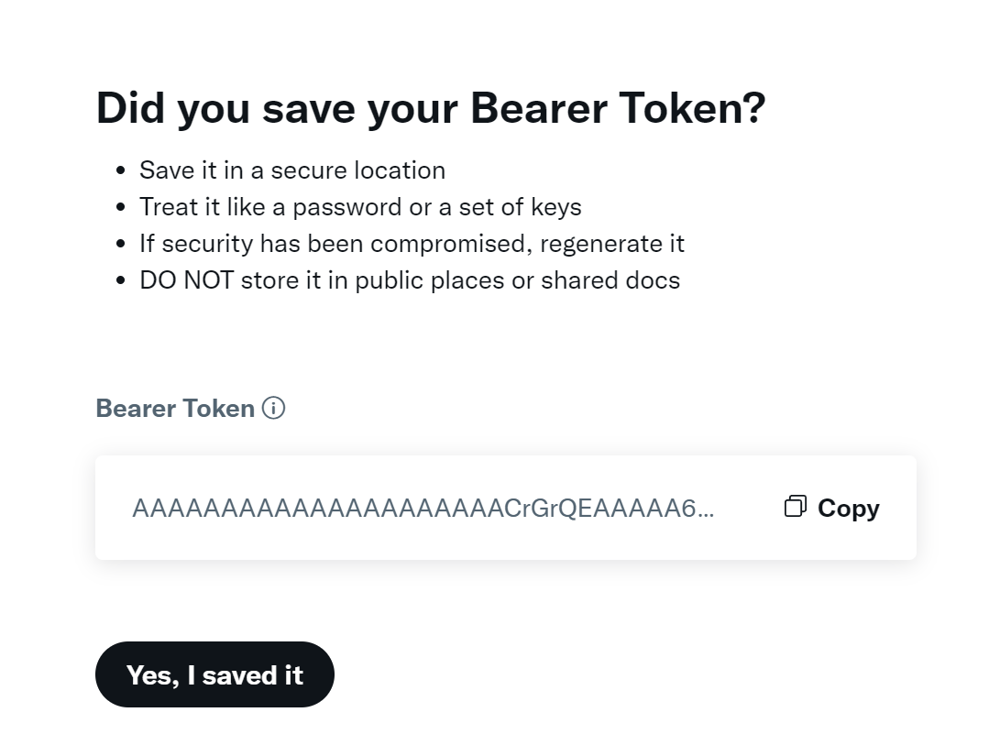 Did you save your Bearer Token?
• Save it in a secure location
• Treat it like a password or a set of keys
• If security has been compromised, regenerate it
• DO NOT store it in public places or shared docs
Bearer Token
AAAAAAAAAAAAAAAAAAAAACrGrQEAAAAA6...
Copy
Yes, I saved it